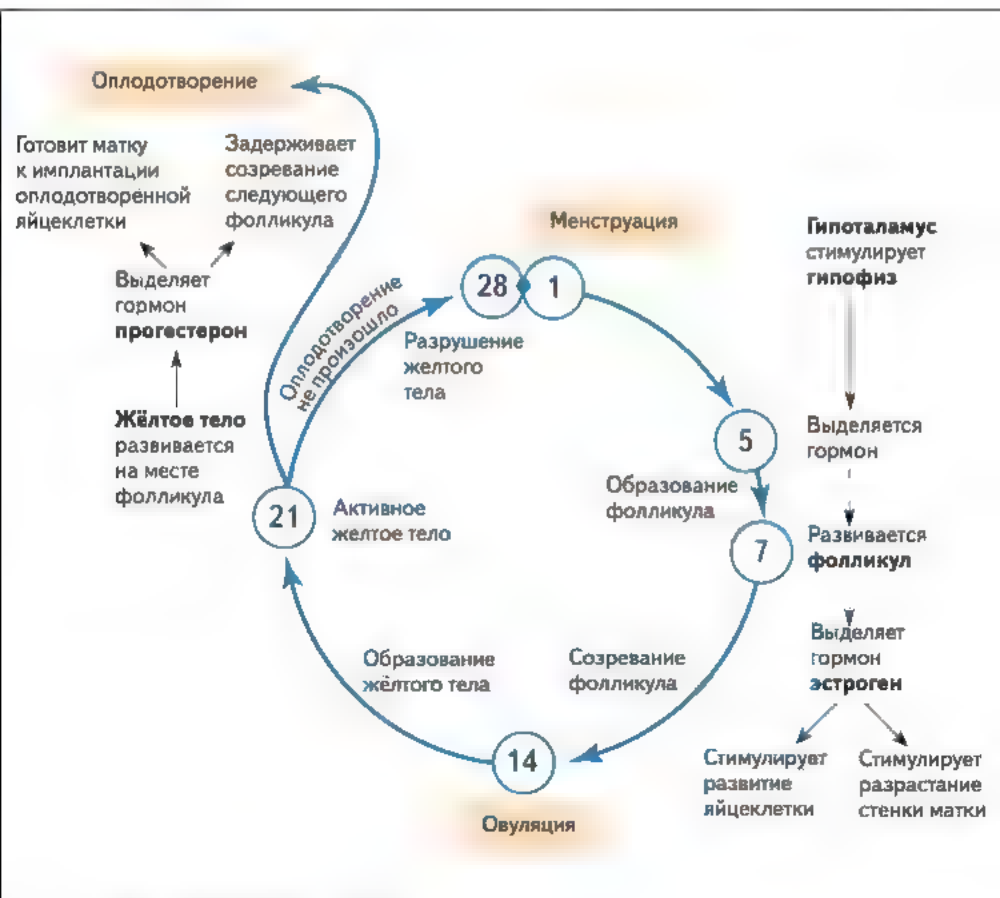 Оплодотворение
Готовит матку
к имплантации
оплодотворенной
яйцеклетки
Задерживает
созревание
следующего
фолликула
Выделяет
гормон
прогестерон
Жёлтое тело
развивается
на месте
фолликула
Оплодотворение
не произошло
Менструация
28
1
Разрушение
желтого
тела
5
Образование
фолликула
7
21
Активное
желтое тело
Образование
жёлтого тела
Созревание
фолликула
14
Овуляция
Гипоталамус
стимулирует
гипофиз
Выделяется
гормон
Развивается
фолликул
Выделяет
гормон
эстроген
Стимулирует
развитие
яйцеклетки
Стимулирует
разрастание
стенки матки